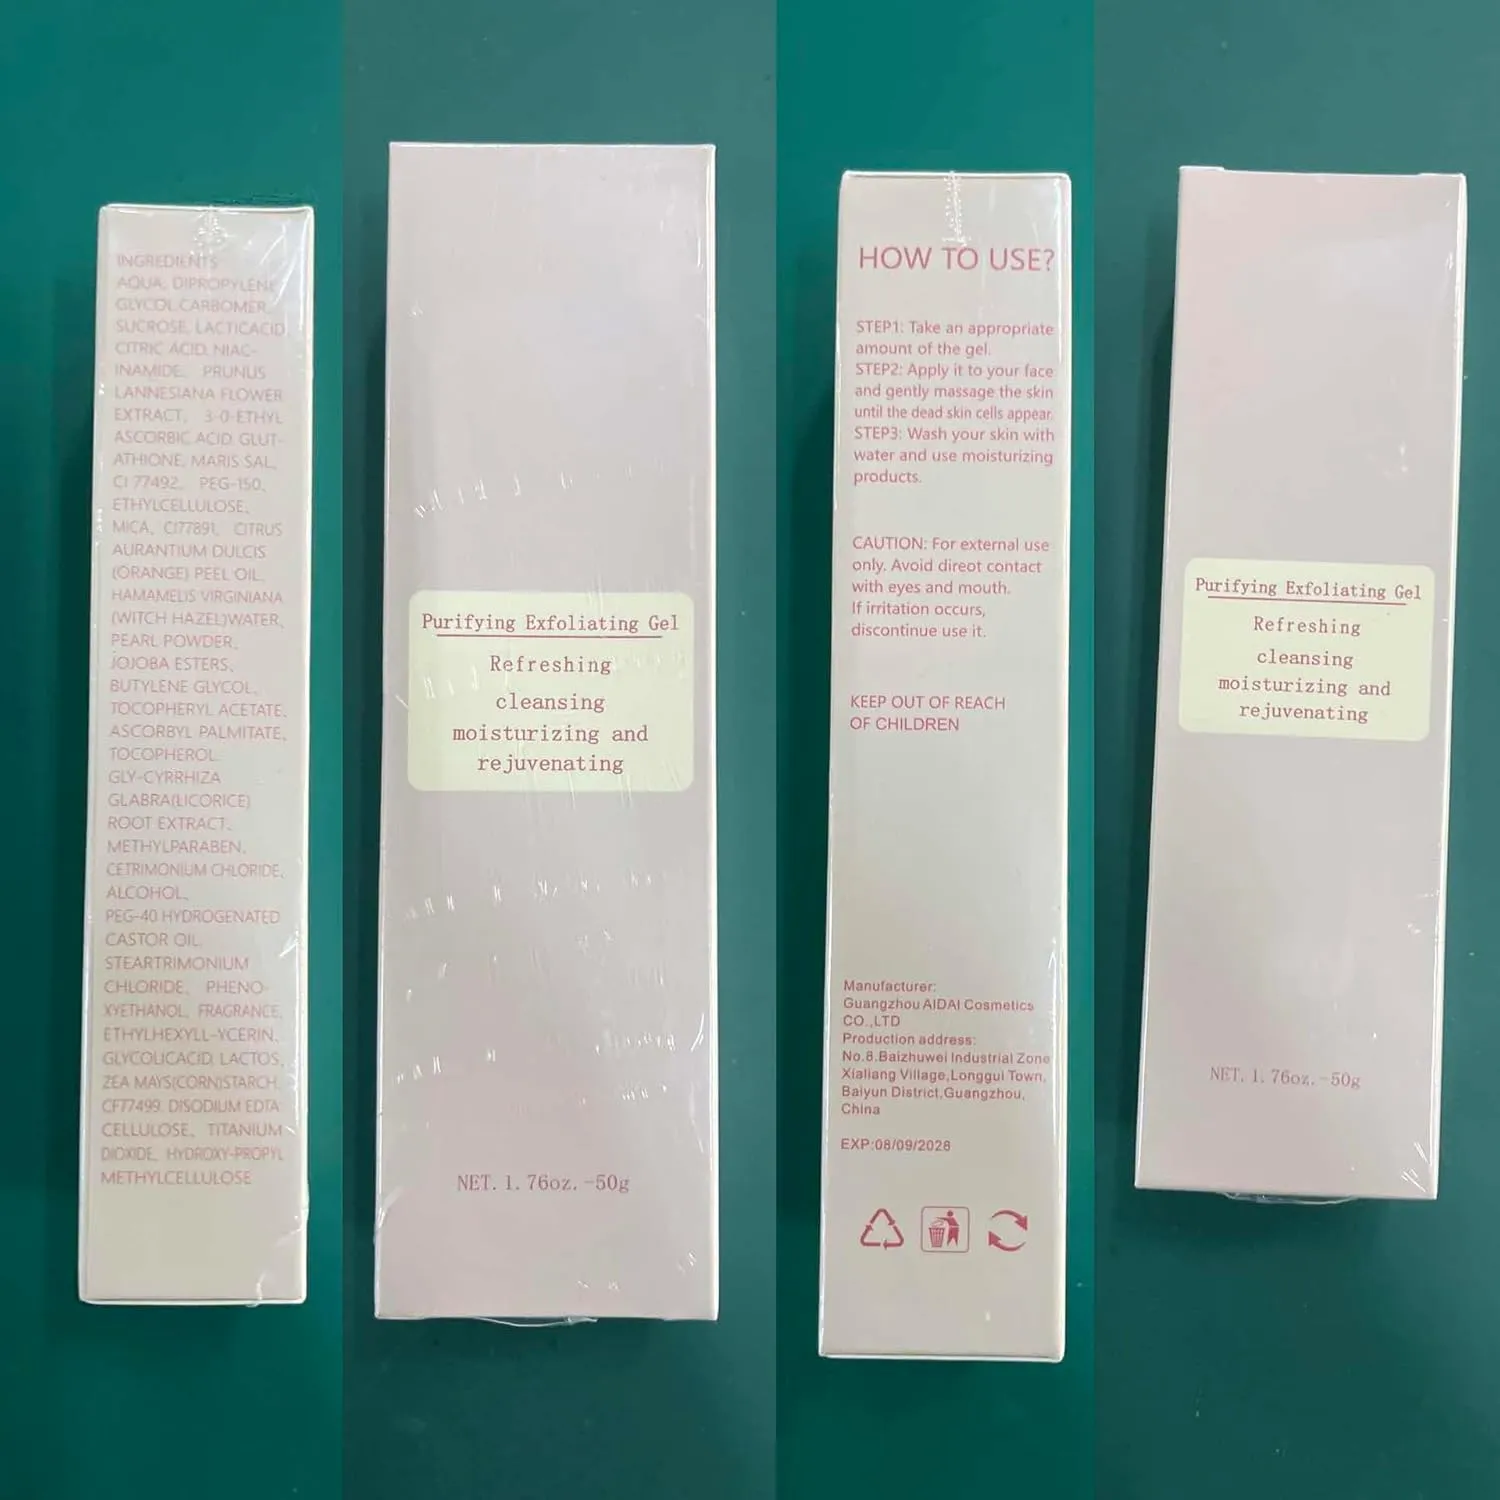 INGREDIENTS
AQUA, DIPROPYLENE
GLYCOL CARBOMER,
SUCROSE, LACTICACID,
CITRIC ACID, NIAC-
INAMIDE, PRUNUS
LANNESIANA FLOWER
EXTRACT, 3-0-ETHYL
ASCORBIC ACID, GLUT-
ATHIONE, MARIS SAL,
CI 77492, PEG-150,
ETHYLCELLULOSE,
MICA, CI77891, CITRUS
AURANTIUM DULCIS
(ORANGE) PEEL OIL,
HAMAMELIS VIRGINIANA
(WITCH HAZEL)WATER,
PEARL POWDER,
JOJOBA ESTERS,
BUTYLENE GLYCOL,
TOCOPHERYL ACETATE,
ASCORBYL PALMITATE,
TOCOPHEROL,
GLY-CYRRHIZA
GLABRA(LICORICE)
ROOT EXTRACT,
METHYLPARABEN,
CETRIMONIUM CHLORIDE,
ALCOHOL,
PEG-40 HYDROGENATED
CASTOR OIL,
STEARTRIMONIUM
CHLORIDE, PHENO-
XYETHANOL, FRAGRANCE,
ETHYLHEXYLL-YCERIN,
GLYCOLICACID, LACTOS,
ZEA MAYS(CORN)STARCH,
CF77499, DISODIUM EDTA
CELLULOSE, TITANIUM
DIOXIDE, HYDROXY-PROPYL
METHYLCELLULOSE
Purifying Exfoliating Gel
Refreshing
cleansing
moisturizing and
rejuvenating
NET. 1. 76oz. -50g
HOW TO USE?
STEP1: Take an appropriate
amount of the gel.
STEP2: Apply it to your face
and gently massage the skin
until the dead skin cells appear.
STEP3: Wash your skin with
water and use moisturizing
products.
CAUTION: For external use
only. Avoid direot contact
with eyes and mouth.
If irritation occurs,
discontinue use it.
KEEP OUT OF REACH
OF CHILDREN
Manufacturer:
Guangzhou AIDAI Cosmetics
CO.,LTD
Production address:
No.8.Baizhuwei Industrial Zone
Xialiang Village,Longgui Town,
Baiyun District,Guangzhou,
China
EXP:08/09/2028
Purifying Exfoliating Gel
Refreshing
cleansing
moisturizing and
rejuvenating
NET. 1. 76oz. -50g